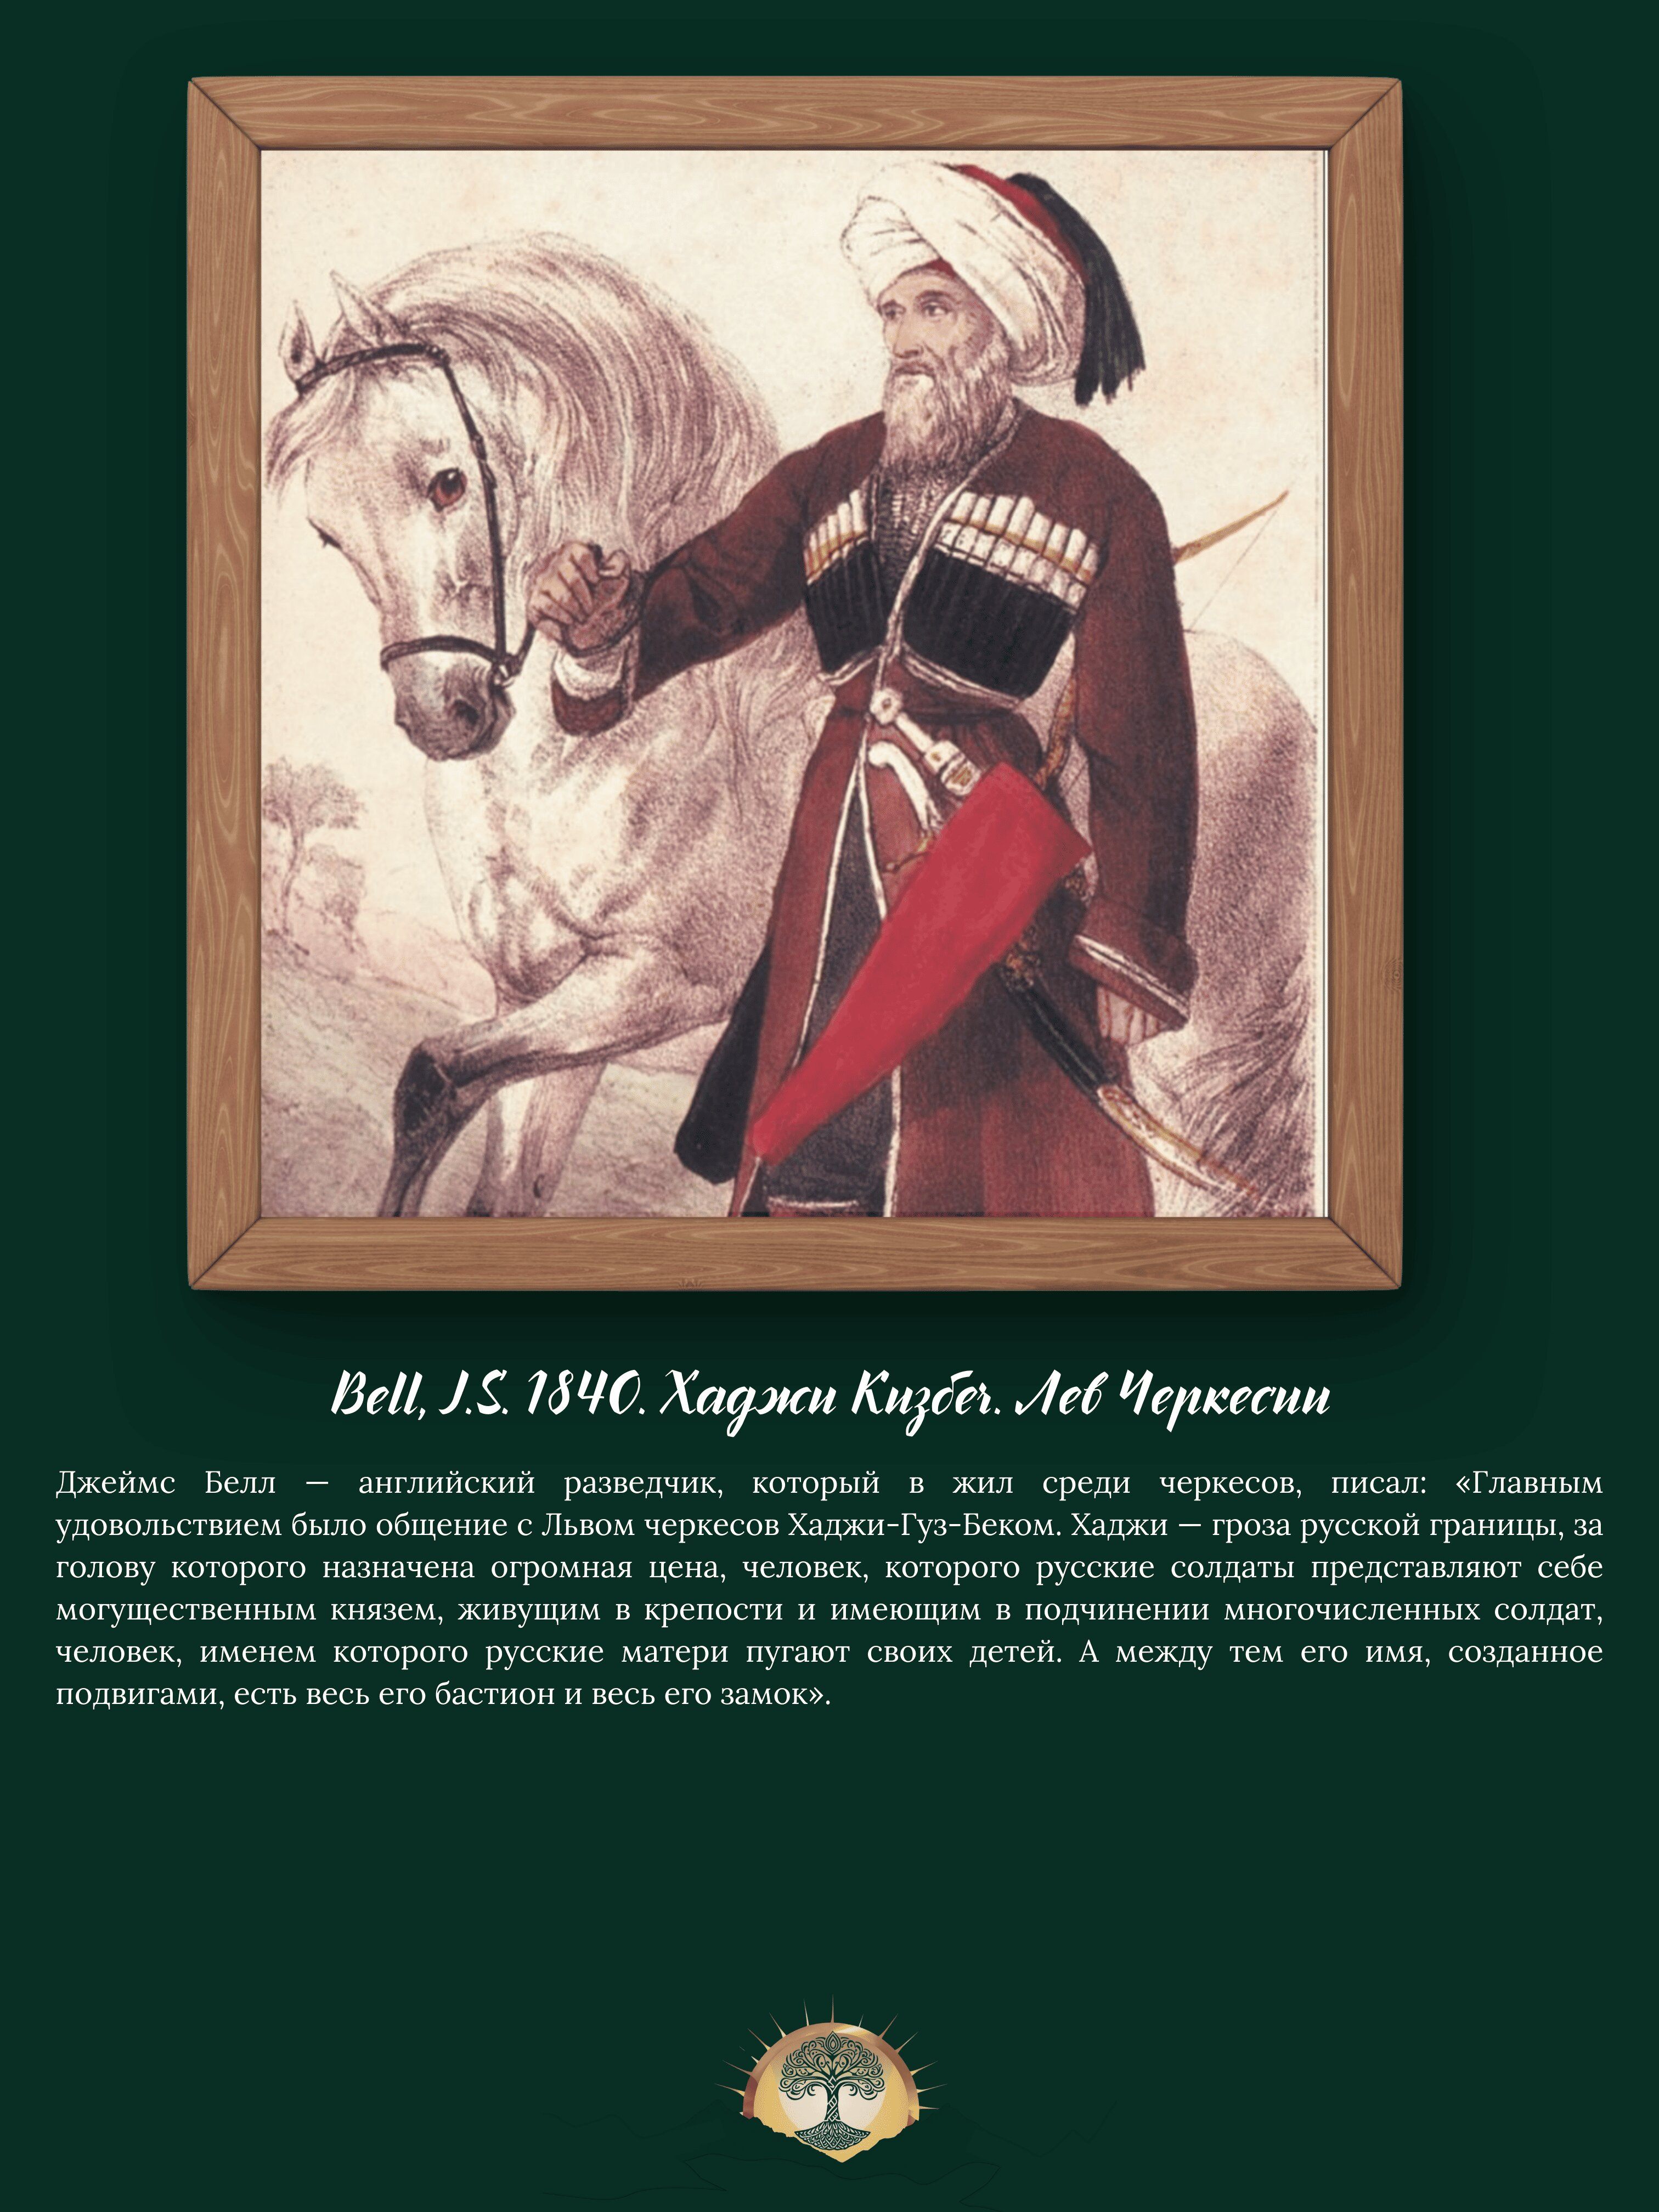 Bell, J.S. 1840. Хаджи Кизбеч. Лев Черкесии
Джеймс Белл — английский разведчик, который в жил среди черкесов, писал: «Главным
удовольствием было общение с Львом черкесов Хаджи-Гуз-Беком. Хаджи — гроза русской границы, за
голову которого назначена огромная цена, человек, которого русские солдаты представляют себе
могущественным князем, живущим в крепости и имеющим в подчинении многочисленных солдат,
человек, именем которого русские матери пугают своих детей. А между тем его имя, созданное
подвигами, есть весь его бастион и весь его замок».